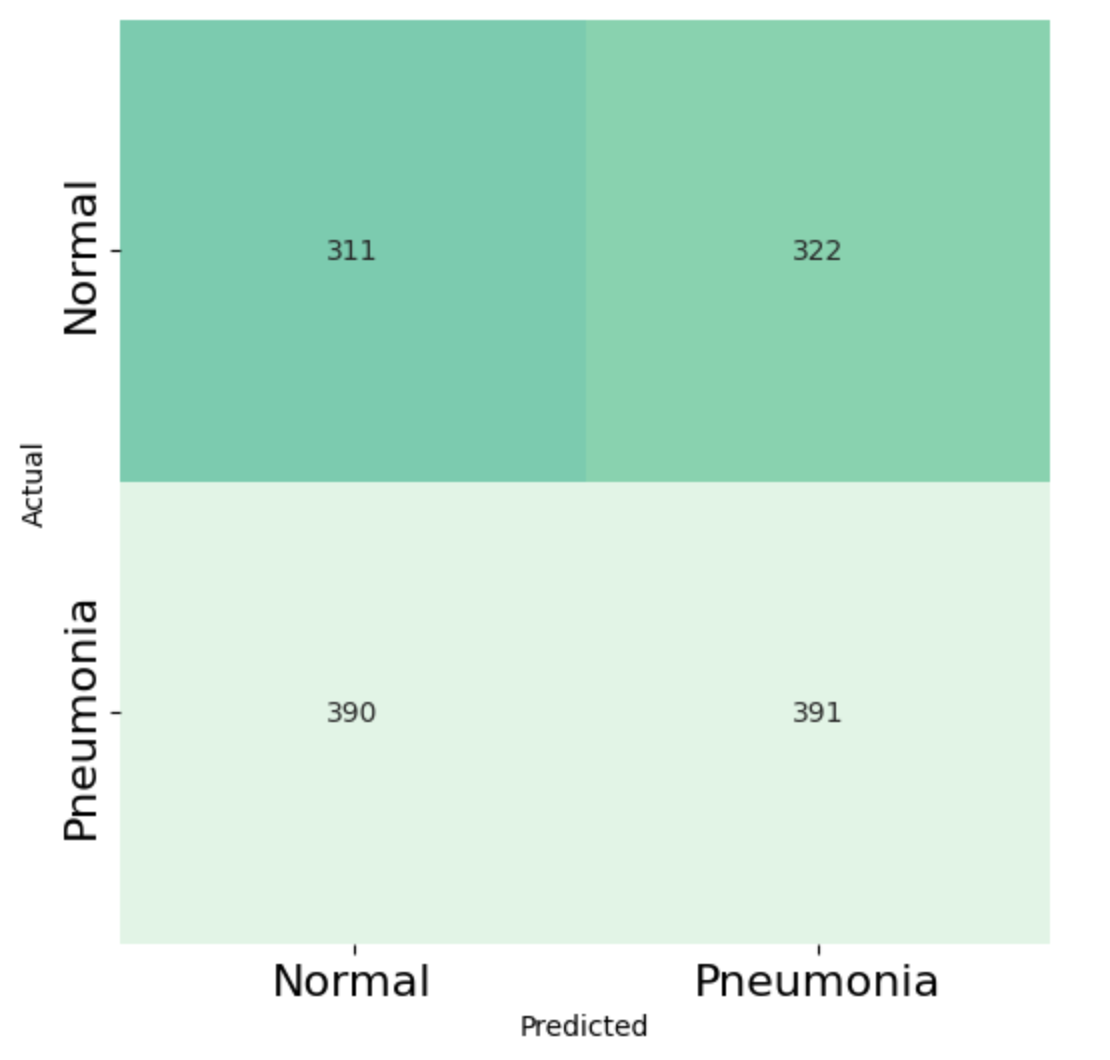 Actual
Normal
311 322
Pneumonia
390 391
Normal Pneumonia
Predicted